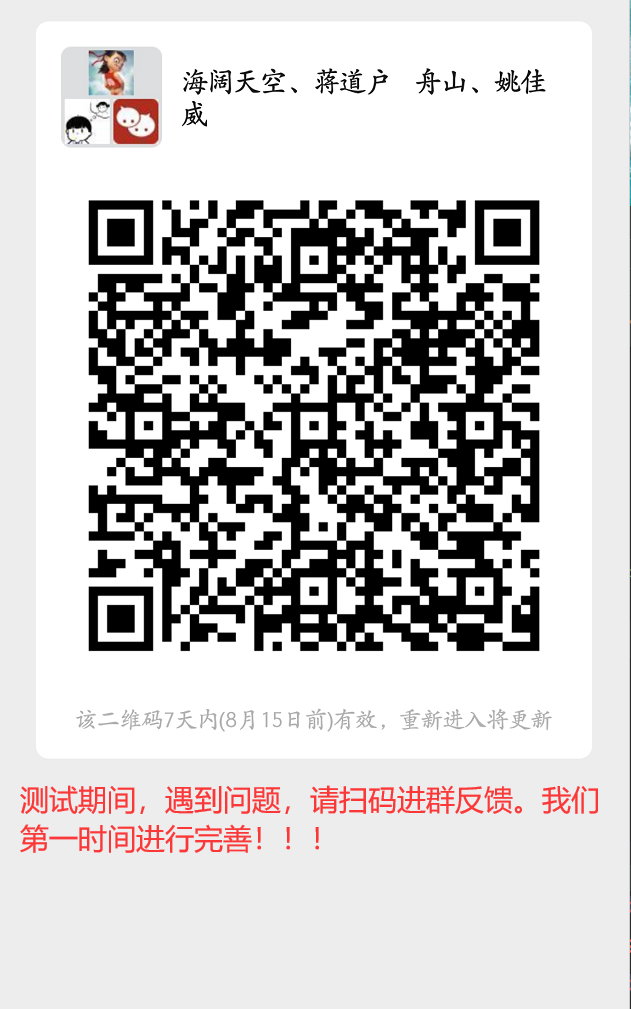 海阔天空、蒋道户　舟山、姚佳
威
该二维码7天内(8月15日前)有效，重新进入将更新
测试期间，遇到问题，请扫码进群反馈。我们
第一时间进行完善！！！